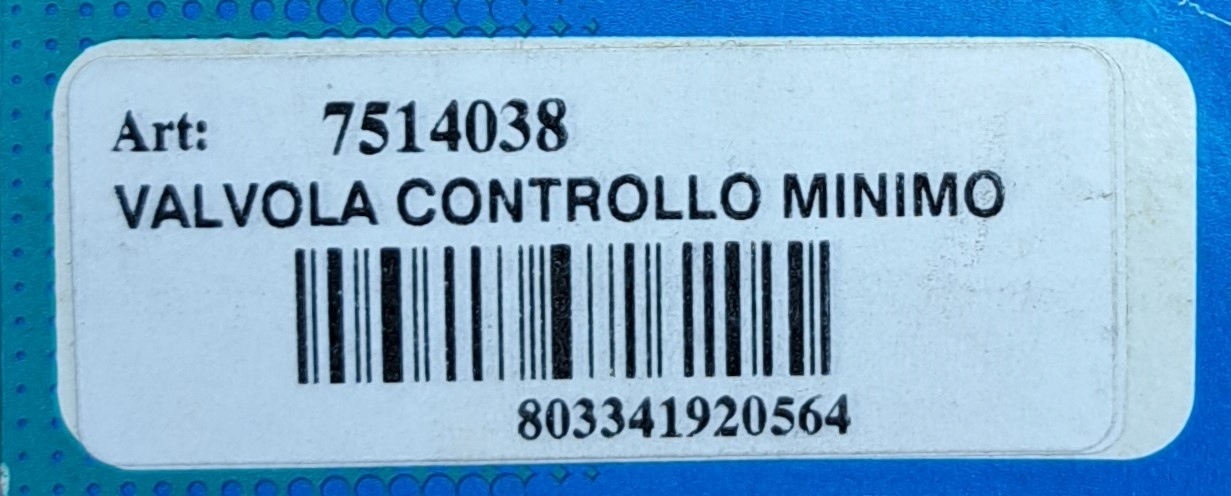 Art: 7514038
VALVOLA CONTROLLO MINIMO
803341920564